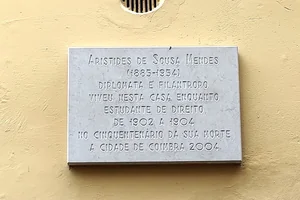 Aristides de Sousa Mendes
(1885-1954)
Diplomata e Filantropo
viveu nesta casa enquanto
estudante de Direito
de 1902 a 1904
No cinquentenário da sua morte
a cidade de Coimbra 2004